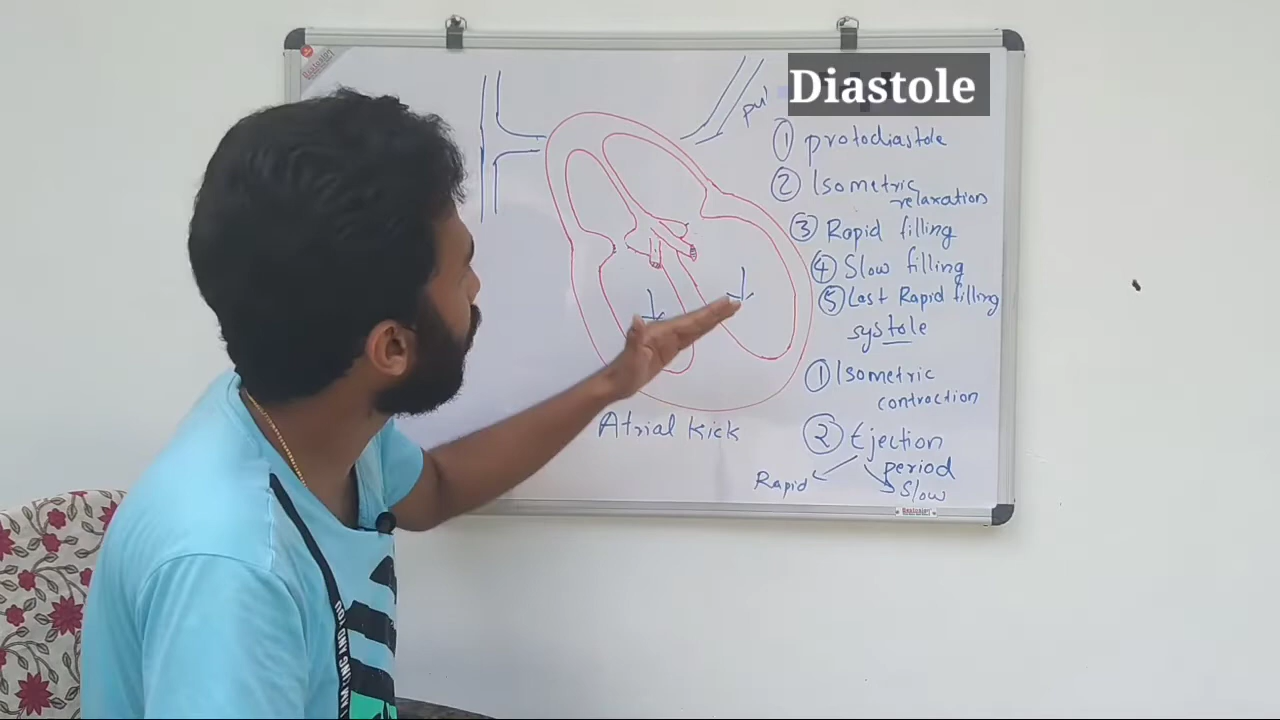 Diastole
pul
① protodiastole
② Isometric
relaxation
③ Rapid filling
④ Slow filling
⑤ Last Rapid filling
systole
① Isometric
contraction
② Ejection
period
Rapid
Slow
Atrial Kick